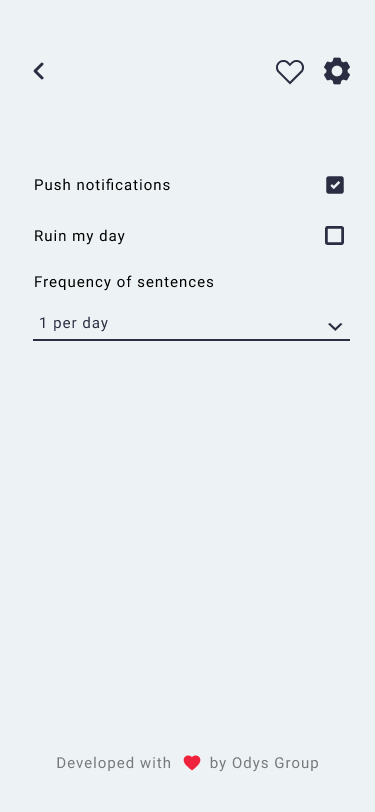 Push notifications
Ruin my day
Frequency of sentences
1 per day
Developed with by Odys Group